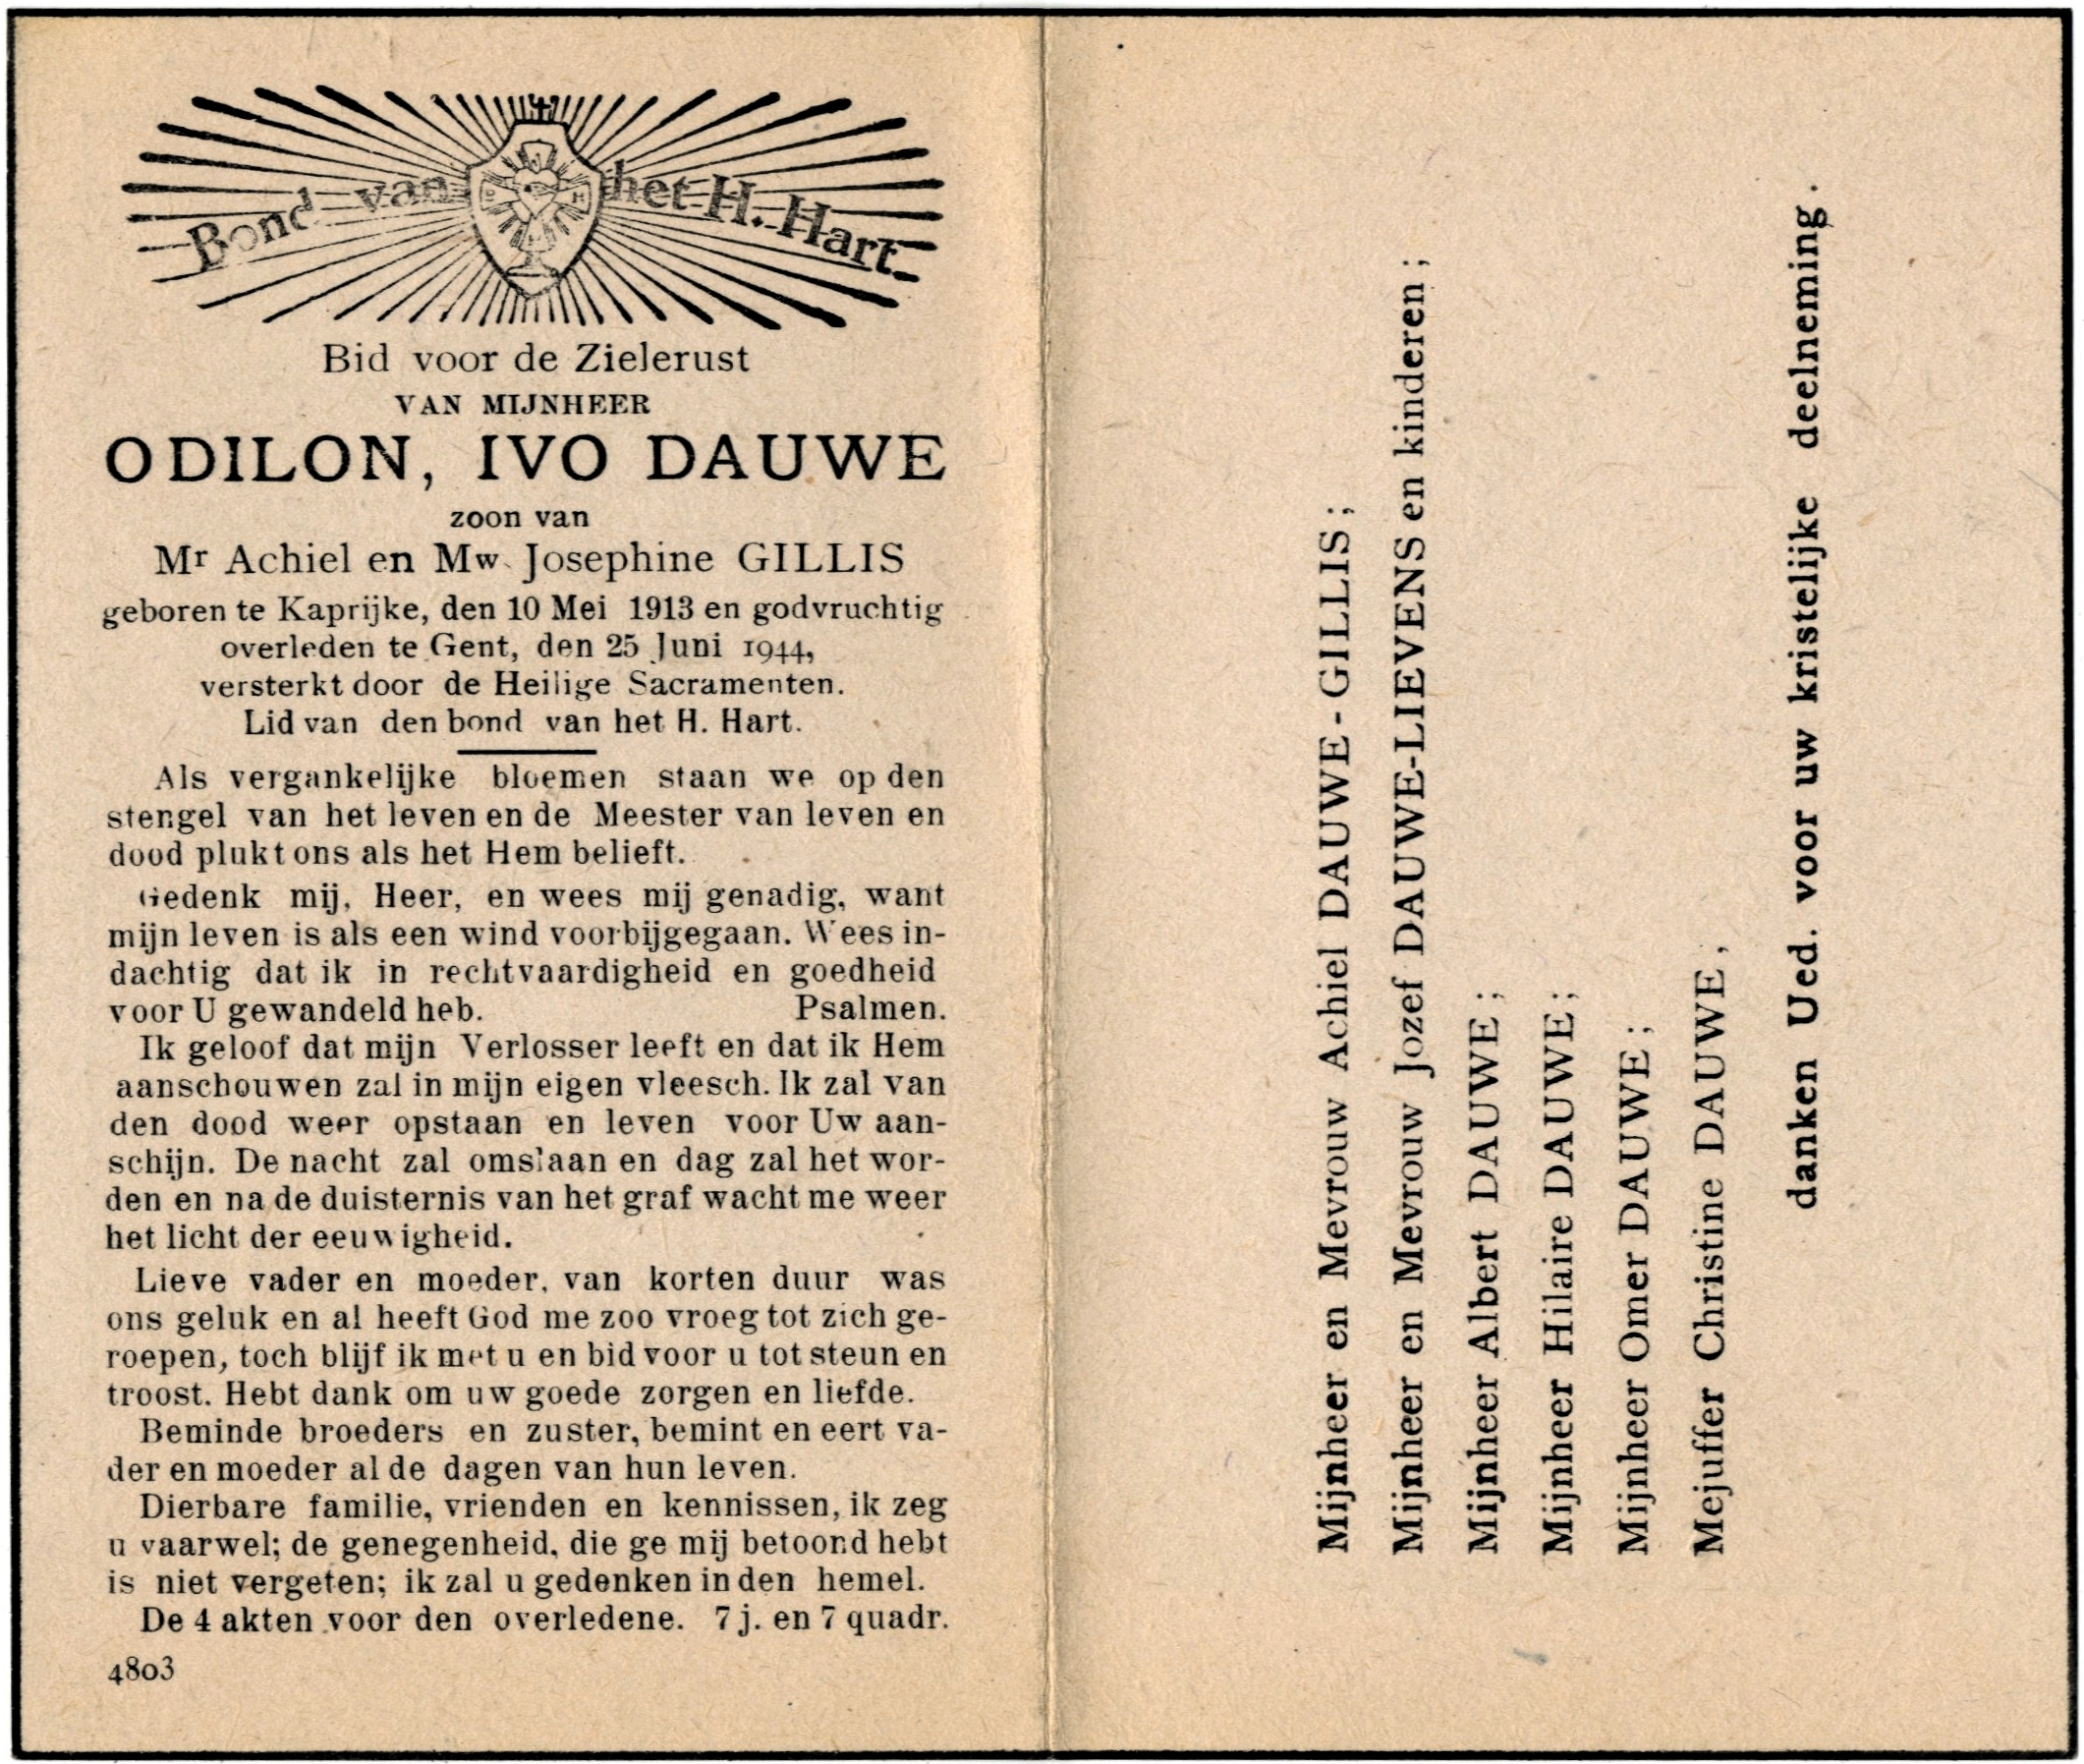 Bond van het H. Hart
Bid voor de Zielerust
VAN MIJNHEER
ODILON, IVO DAUWE
zoon van
Mr Achiel en Mw. Josephine GILLIS
geboren te Kaprijke, den 10 Mei 1913 en godvruchtig
overleden te Gent, den 25 Juni 1944,
versterkt door de Heilige Sacramenten.
Lid van den bond van het H. Hart.
Als vergankelijke bloemen staan we op den
stengel van het leven en de Meester van leven en
dood plukt ons als het Hem belieft.
Gedenk mij, Heer, en wees mij genadig, want
mijn leven is als een wind voorbijgegaan. Wees in-
dachtig dat ik in rechtvaardigheid en goedheid
voor U gewandeld heb. Psalmen.
Ik geloof dat mijn Verlosser leeft en dat ik Hem
aanschouwen zal in mijn eigen vleesch. Ik zal van
den dood weer opstaan en leven voor Uw aan-
schijn. De nacht zal omslaan en dag zal het wor-
den en na de duisternis van het graf wacht me weer
het licht der eeuwigheid.
Lieve vader en moeder, van korten duur was
ons geluk en al heeft God me zoo vroeg tot zich ge-
roepen, toch blijf ik met u en bid voor u tot steun en
troost. Hebt dank om uw goede zorgen en liefde.
Beminde broeders en zuster, bemint en eert va-
der en moeder al de dagen van hun leven.
Dierbare familie, vrienden en kennissen, ik zeg
u vaarwel; de genegenheid, die ge mij betoond hebt
is niet vergeten; ik zal u gedenken in den hemel.
De 4 akten voor den overledene. 7 j. en 7 quadr.
4803
Mijnheer en Mevrouw Achiel DAUWE-GILLIS;
Mijnheer en Mevrouw Jozef DAUWE-LIEVENS en kinderen;
Mijnheer Albert DAUWE;
Mijnheer Hilaire DAUWE;
Mijnheer Omer DAUWE;
Mejuffer Christine DAUWE,
danken Ued. voor uw kristelijke deelneming.